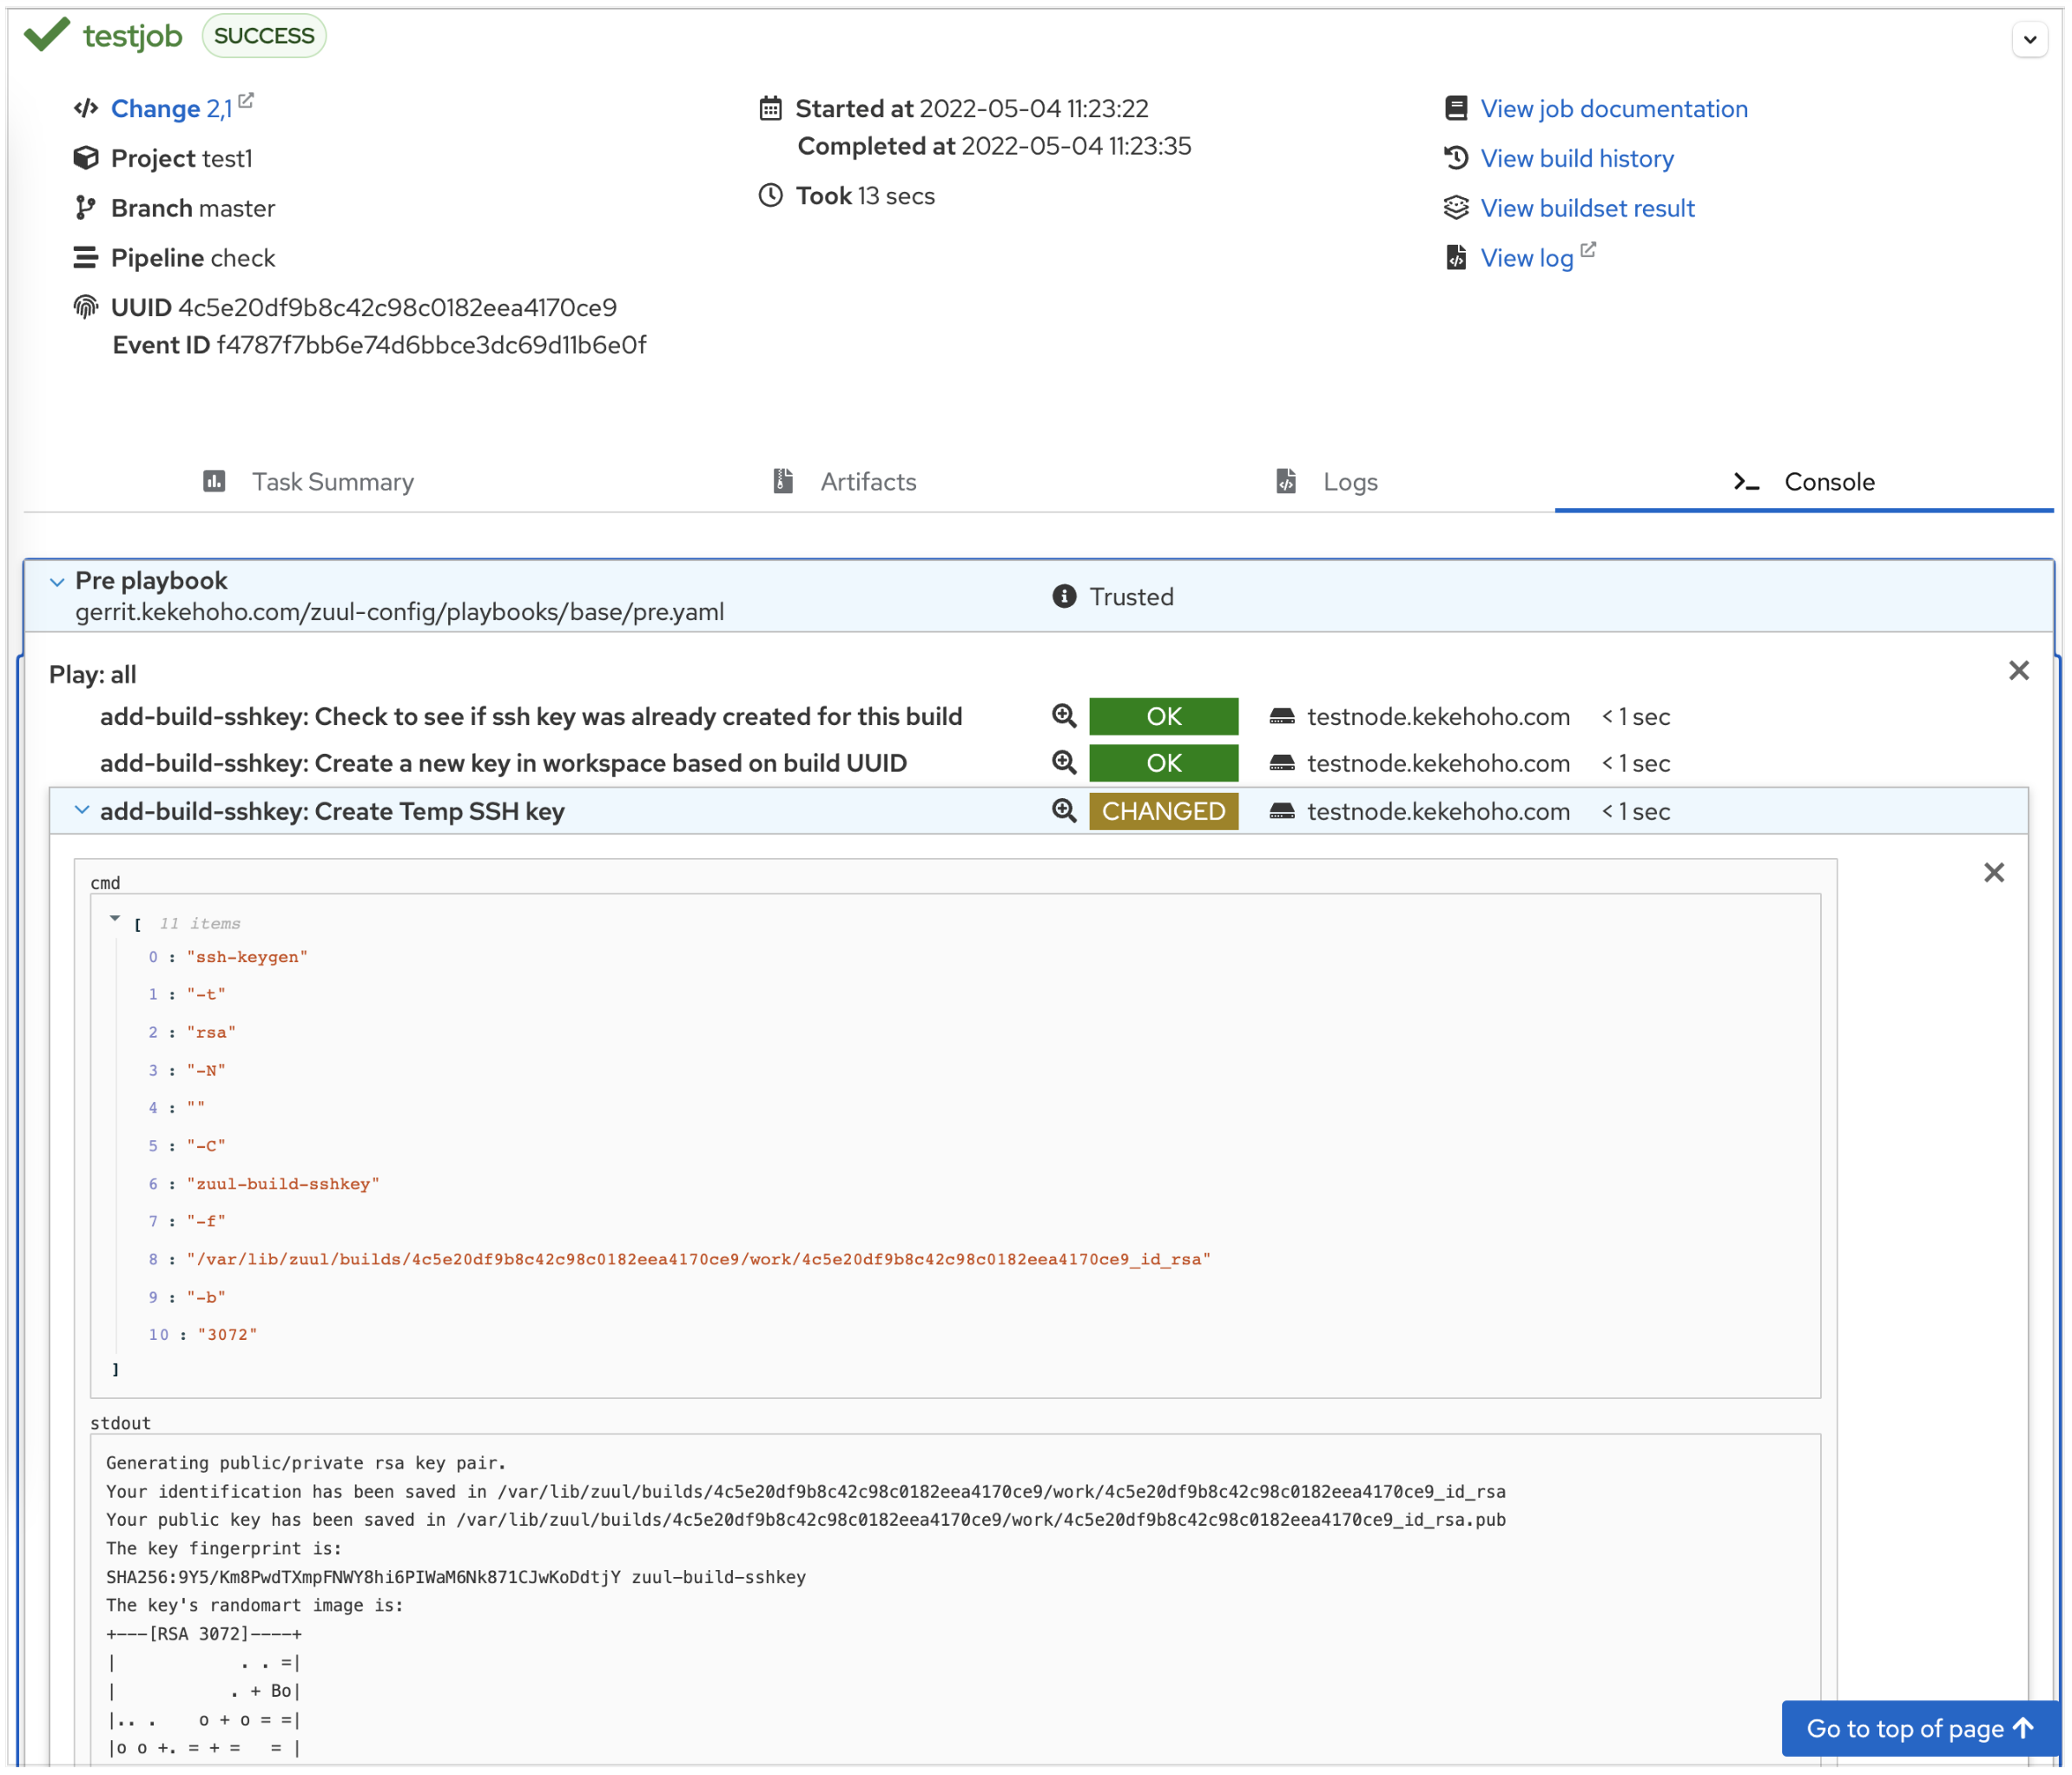 testjob SUCCESS
Change 2,1
Project test1
Branch master
Pipeline check
UUID 4c5e20df9b8c42c98c0182eea4170ce9
Event ID f4787f7bb6e74d6bbce3dc69d11b6e0f
Started at 2022-05-04 11:23:22
Completed at 2022-05-04 11:23:35
Took 13 secs
View job documentation
View build history
View buildset result
View log
Task Summary Artifacts Logs Console
Pre playbook
gerrit.kekehoho.com/zuul-config/playbooks/base/pre.yaml
Trusted
Play: all
add-build-sshkey: Check to see if ssh key was already created for this build OK testnode.kekehoho.com < 1 sec
add-build-sshkey: Create a new key in workspace based on build UUID OK testnode.kekehoho.com < 1 sec
add-build-sshkey: Create Temp SSH key CHANGED testnode.kekehoho.com < 1 sec
cmd
[ 11 items
0 : "ssh-keygen"
1 : "-t"
2 : "rsa"
3 : "-N"
4 : ""
5 : "-C"
6 : "zuul-build-sshkey"
7 : "-f"
8 : "/var/lib/zuul/builds/4c5e20df9b8c42c98c0182eea4170ce9/work/4c5e20df9b8c42c98c0182eea4170ce9_id_rsa"
9 : "-b"
10 : "3072"
]
stdout
Generating public/private rsa key pair.
Your identification has been saved in /var/lib/zuul/builds/4c5e20df9b8c42c98c0182eea4170ce9/work/4c5e20df9b8c42c98c0182eea4170ce9_id_rsa
Your public key has been saved in /var/lib/zuul/builds/4c5e20df9b8c42c98c0182eea4170ce9/work/4c5e20df9b8c42c98c0182eea4170ce9_id_rsa.pub
The key fingerprint is:
SHA256:9Y5/Km8PwdTXmpFNWY8hi6PIWaM6Nk871CJwKoDdtjY zuul-build-sshkey
The key's randomart image is:
+---[RSA 3072]----+
|            . . =|
|           . + Bo|
|.. .    o + o = =|
|o o +. = + =   = |
Go to top of page